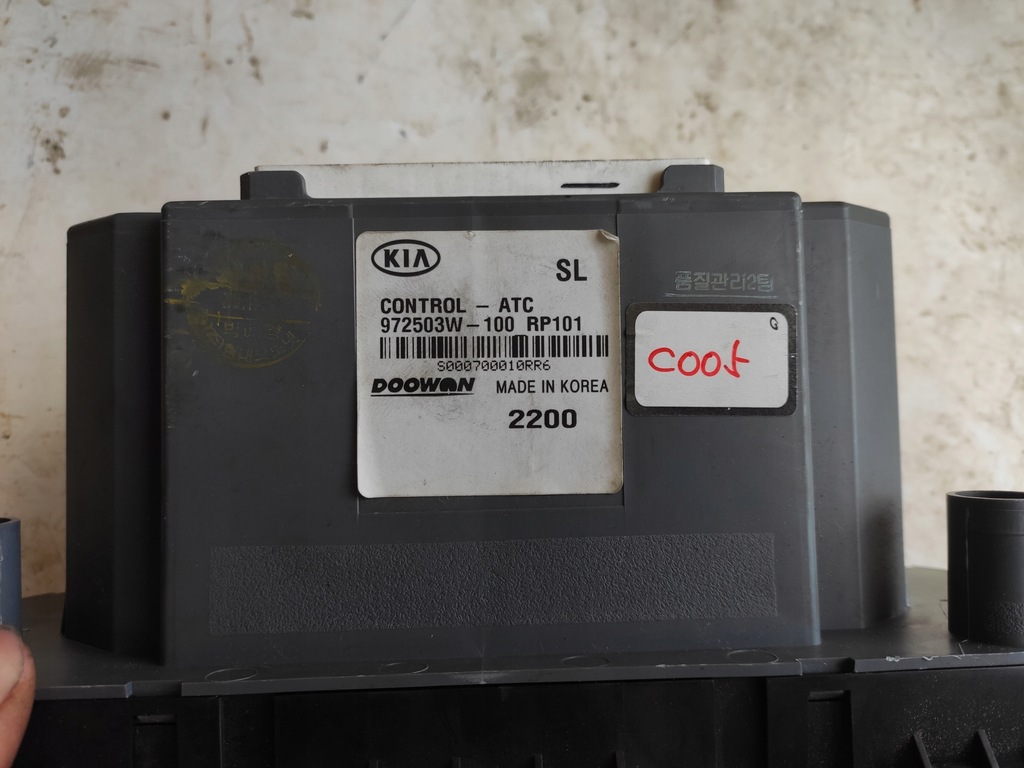 KIA
SL
CONTROL - ATC
972503W-100 RP101
S000700010RR6
DOOWON MADE IN KOREA
2200
품질관리2팀
G